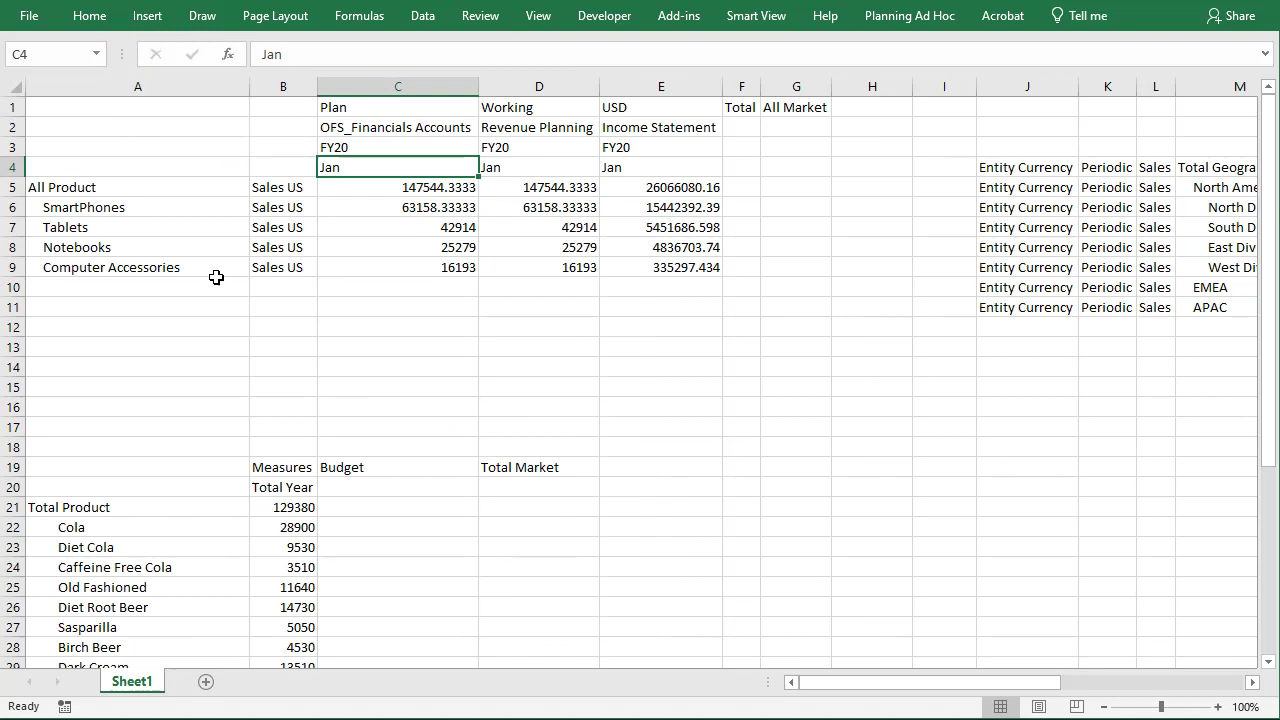 File Home Insert Draw Page Layout Formulas Data Review View Developer Add-ins Smart View Help Planning Ad Hoc Acrobat Tell me Share
C4 fx Jan
A B C D E F G H I J K L M
1 Plan Working USD Total All Market
2 OFS_Financials Accounts Revenue Planning Income Statement
3 FY20 FY20 FY20
4 Jan Jan Jan Entity Currency Periodic Sales Total Geogra
5 All Product Sales US 147544.3333 147544.3333 26066080.16 Entity Currency Periodic Sales North Ame
6 SmartPhones Sales US 63158.33333 63158.33333 15442392.39 Entity Currency Periodic Sales North D
7 Tablets Sales US 42914 42914 5451686.598 Entity Currency Periodic Sales South D
8 Notebooks Sales US 25279 25279 4836703.74 Entity Currency Periodic Sales East Div
9 Computer Accessories Sales US 16193 16193 335297.434 Entity Currency Periodic Sales West Di
10 Entity Currency Periodic Sales EMEA
11 Entity Currency Periodic Sales APAC
12
13
14
15
16
17
18
19 Measures Budget Total Market
20 Total Year
21 Total Product 129380
22 Cola 28900
23 Diet Cola 9530
24 Caffeine Free Cola 3510
25 Old Fashioned 11640
26 Diet Root Beer 14730
27 Sasparilla 5050
28 Birch Beer 4530
29 Dark Cream 13510
Sheet1
Ready 100%